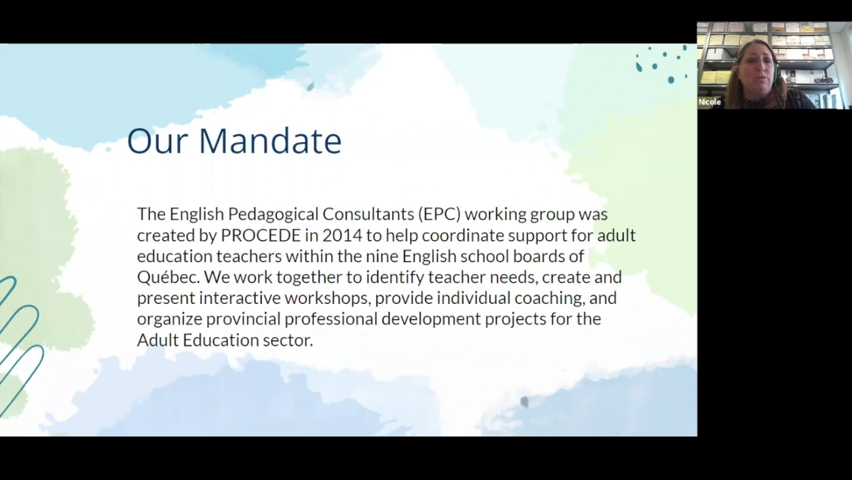 Our Mandate
The English Pedagogical Consultants (EPC) working group was
created by PROCEDE in 2014 to help coordinate support for adult
education teachers within the nine English school boards of
Québec. We work together to identify teacher needs, create and
present interactive workshops, provide individual coaching, and
organize provincial professional development projects for the
Adult Education sector.
Nicole